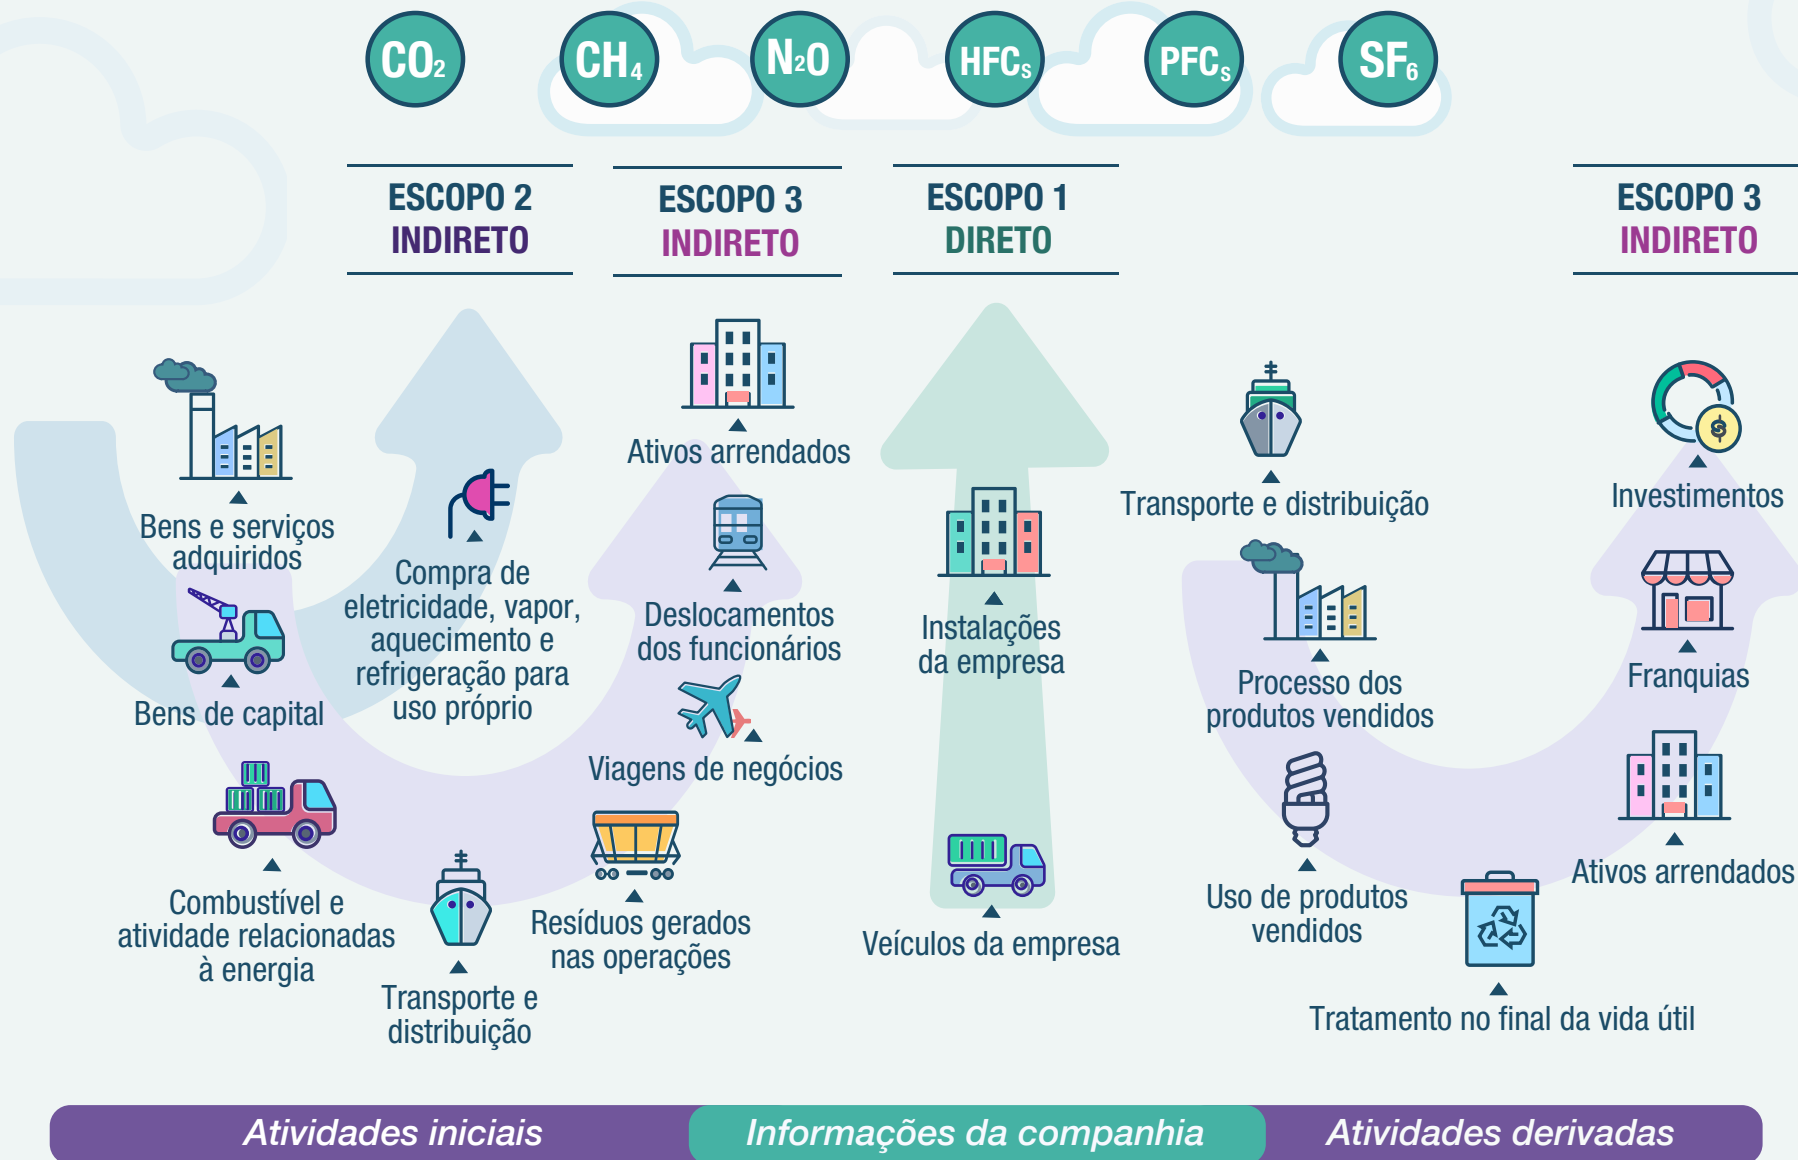 CO2
CH4
N2O
HFCs
PFCs
SF6
ESCOPO 2
INDIRETO
ESCOPO 3
INDIRETO
ESCOPO 1
DIRETO
ESCOPO 3
INDIRETO
Bens e serviços
adquiridos
Bens de capital
Combustível e
atividade relacionadas
à energia
Compra de
eletricidade, vapor,
aquecimento e
refrigeração para
uso próprio
Transporte e
distribuição
Ativos arrendados
Deslocamentos
dos funcionários
Viagens de negócios
Resíduos gerados
nas operações
Instalações
da empresa
Veículos da empresa
Transporte e distribuição
Processo dos
produtos vendidos
Uso de produtos
vendidos
Tratamento no final da vida útil
Investimentos
$
Franquias
Ativos arrendados
Atividades iniciais
Informações da companhia
Atividades derivadas